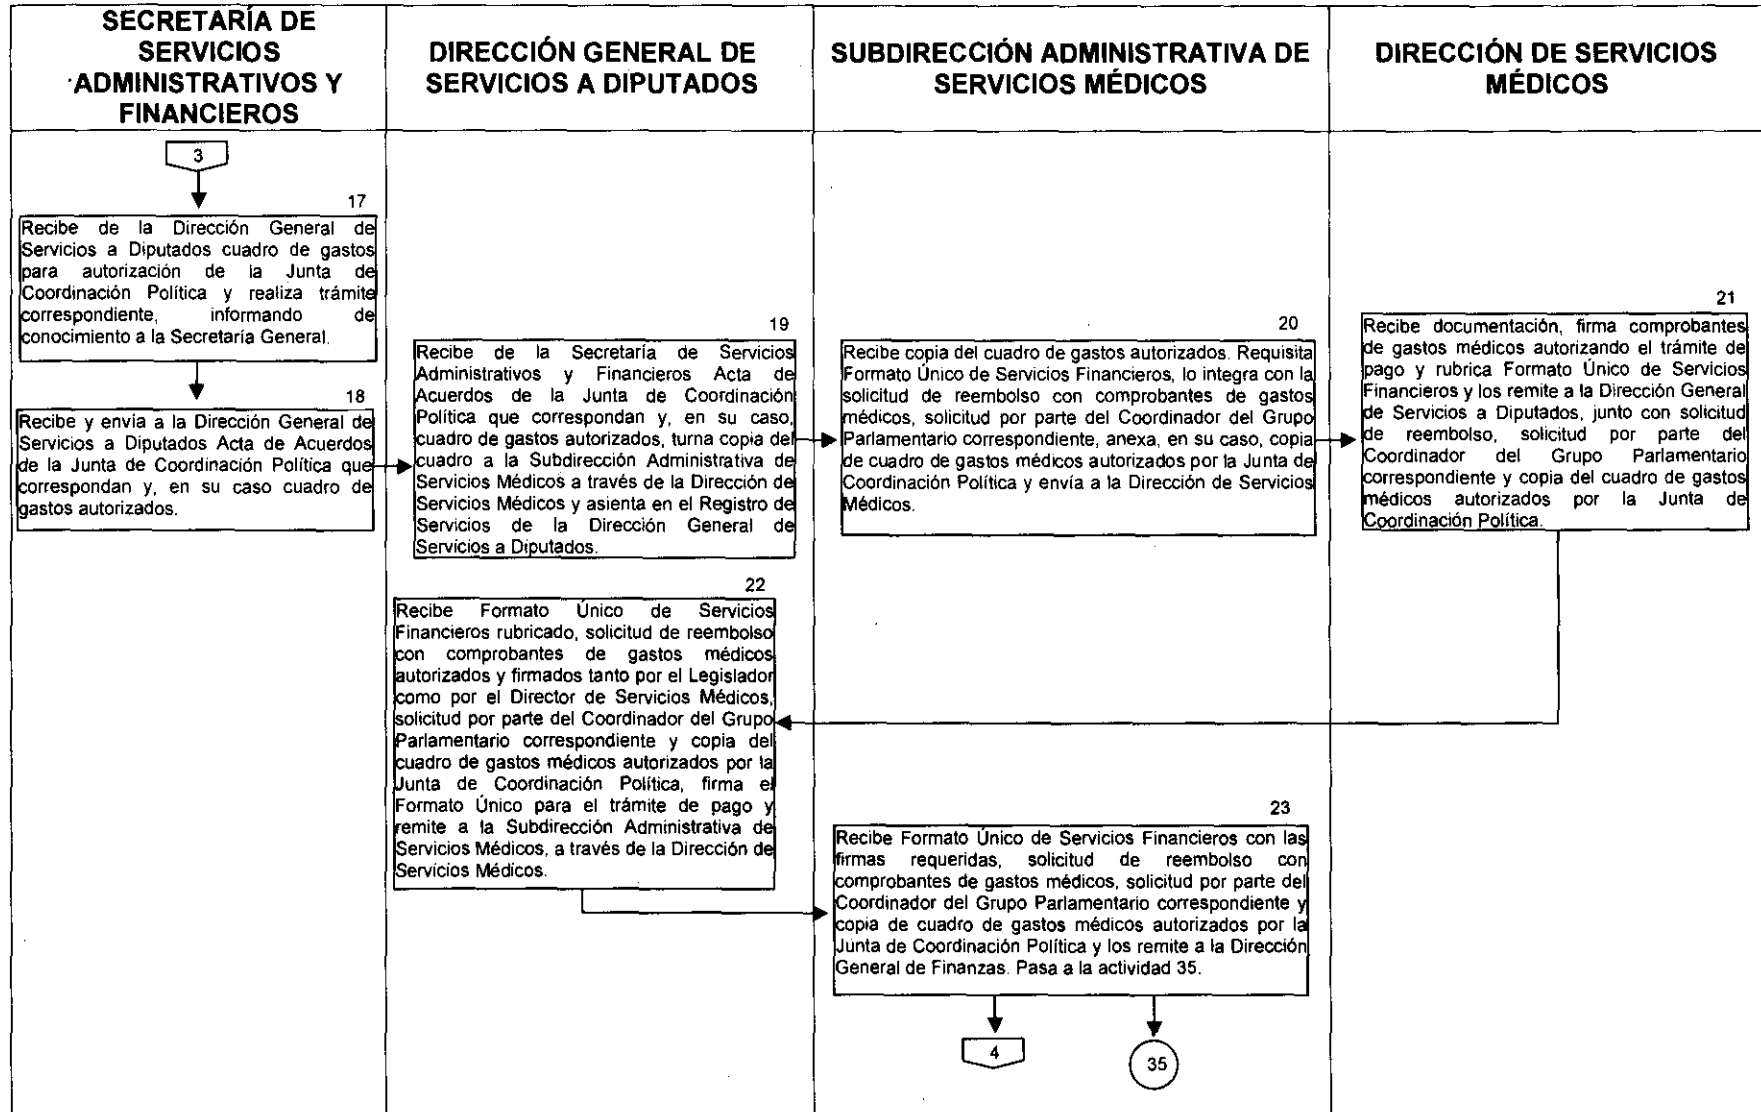 SECRETARÍA DE
SERVICIOS
ADMINISTRATIVOS Y
FINANCIEROS
DIRECCIÓN GENERAL DE
SERVICIOS A DIPUTADOS
SUBDIRECCIÓN ADMINISTRATIVA DE
SERVICIOS MÉDICOS
DIRECCIÓN DE SERVICIOS
MÉDICOS
3
17
Recibe de la Dirección General de
Servicios a Diputados cuadro de gastos
para autorización de la Junta de
Coordinación Política y realiza trámite
correspondiente, informando de
conocimiento a la Secretaría General.
18
Recibe y envía a la Dirección General de
Servicios a Diputados Acta de Acuerdos
de la Junta de Coordinación Política que
correspondan y, en su caso cuadro de
gastos autorizados.
19
Recibe de la Secretaría de Servicios
Administrativos y Financieros Acta de
Acuerdos de la Junta de Coordinación
Política que correspondan y, en su caso,
cuadro de gastos autorizados, turna copia del
cuadro a la Subdirección Administrativa de
Servicios Médicos a través de la Dirección de
Servicios Médicos y asienta en el Registro de
Servicios de la Dirección General de
Servicios a Diputados.
20
Recibe copia del cuadro de gastos autorizados. Requisita
Formato Único de Servicios Financieros, lo integra con la
solicitud de reembolso con comprobantes de gastos
médicos, solicitud por parte del Coordinador del Grupo
Parlamentario correspondiente, anexa, en su caso, copia
de cuadro de gastos médicos autorizados por la Junta de
Coordinación Política y envía a la Dirección de Servicios
Médicos.
21
Recibe documentación, firma comprobantes
de gastos médicos autorizando el trámite de
pago y rubrica Formato Único de Servicios
Financieros y los remite a la Dirección General
de Servicios a Diputados, junto con solicitud
de reembolso, solicitud por parte del
Coordinador del Grupo Parlamentario
correspondiente y copia del cuadro de gastos
médicos autorizados por la Junta de
Coordinación Política.
22
Recibe Formato Único de Servicios
Financieros rubricado, solicitud de reembolso
con comprobantes de gastos médicos
autorizados y firmados tanto por el Legislador
como por el Director de Servicios Médicos,
solicitud por parte del Coordinador del Grupo
Parlamentario correspondiente y copia del
cuadro de gastos médicos autorizados por la
Junta de Coordinación Política, firma el
Formato Único para el trámite de pago y
remite a la Subdirección Administrativa de
Servicios Médicos, a través de la Dirección de
Servicios Médicos.
23
Recibe Formato Único de Servicios Financieros con las
firmas requeridas, solicitud de reembolso con
comprobantes de gastos médicos, solicitud por parte del
Coordinador del Grupo Parlamentario correspondiente y
copia de cuadro de gastos médicos autorizados por la
Junta de Coordinación Política y los remite a la Dirección
General de Finanzas. Pasa a la actividad 35.
4
35